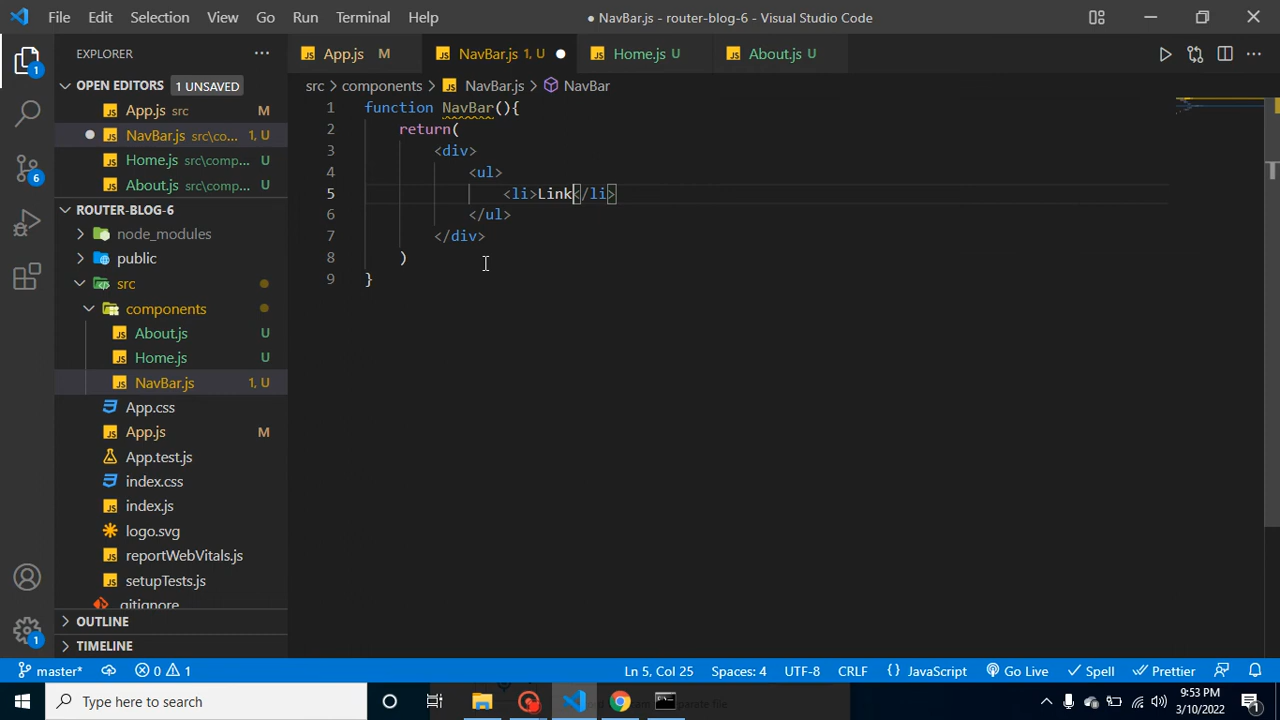 File Edit Selection View Go Run Terminal Help ● NavBar.js - router-blog-6 - Visual Studio Code
EXPLORER ···
App.js M NavBar.js 1, U Home.js U About.js U
src > components > NavBar.js > NavBar
OPEN EDITORS 1 UNSAVED
App.js src M
NavBar.js src\co... 1, U
Home.js src\comp... U
About.js src\comp... U
ROUTER-BLOG-6
node_modules
public
src
components
About.js U
Home.js U
NavBar.js 1, U
App.css
App.js M
App.test.js
index.css
index.js
logo.svg
reportWebVitals.js
setupTests.js
.gitignore
OUTLINE
TIMELINE
1 function NavBar(){
2 return(
3 <div>
4 <ul>
5 <li>Link</li>
6 </ul>
7 </div>
8 )
9 }
1
6
1
master* 0 1 Ln 5, Col 25 Spaces: 4 UTF-8 CRLF {} JavaScript Go Live Spell Prettier
Type here to search
9:53 PM
3/10/2022
1